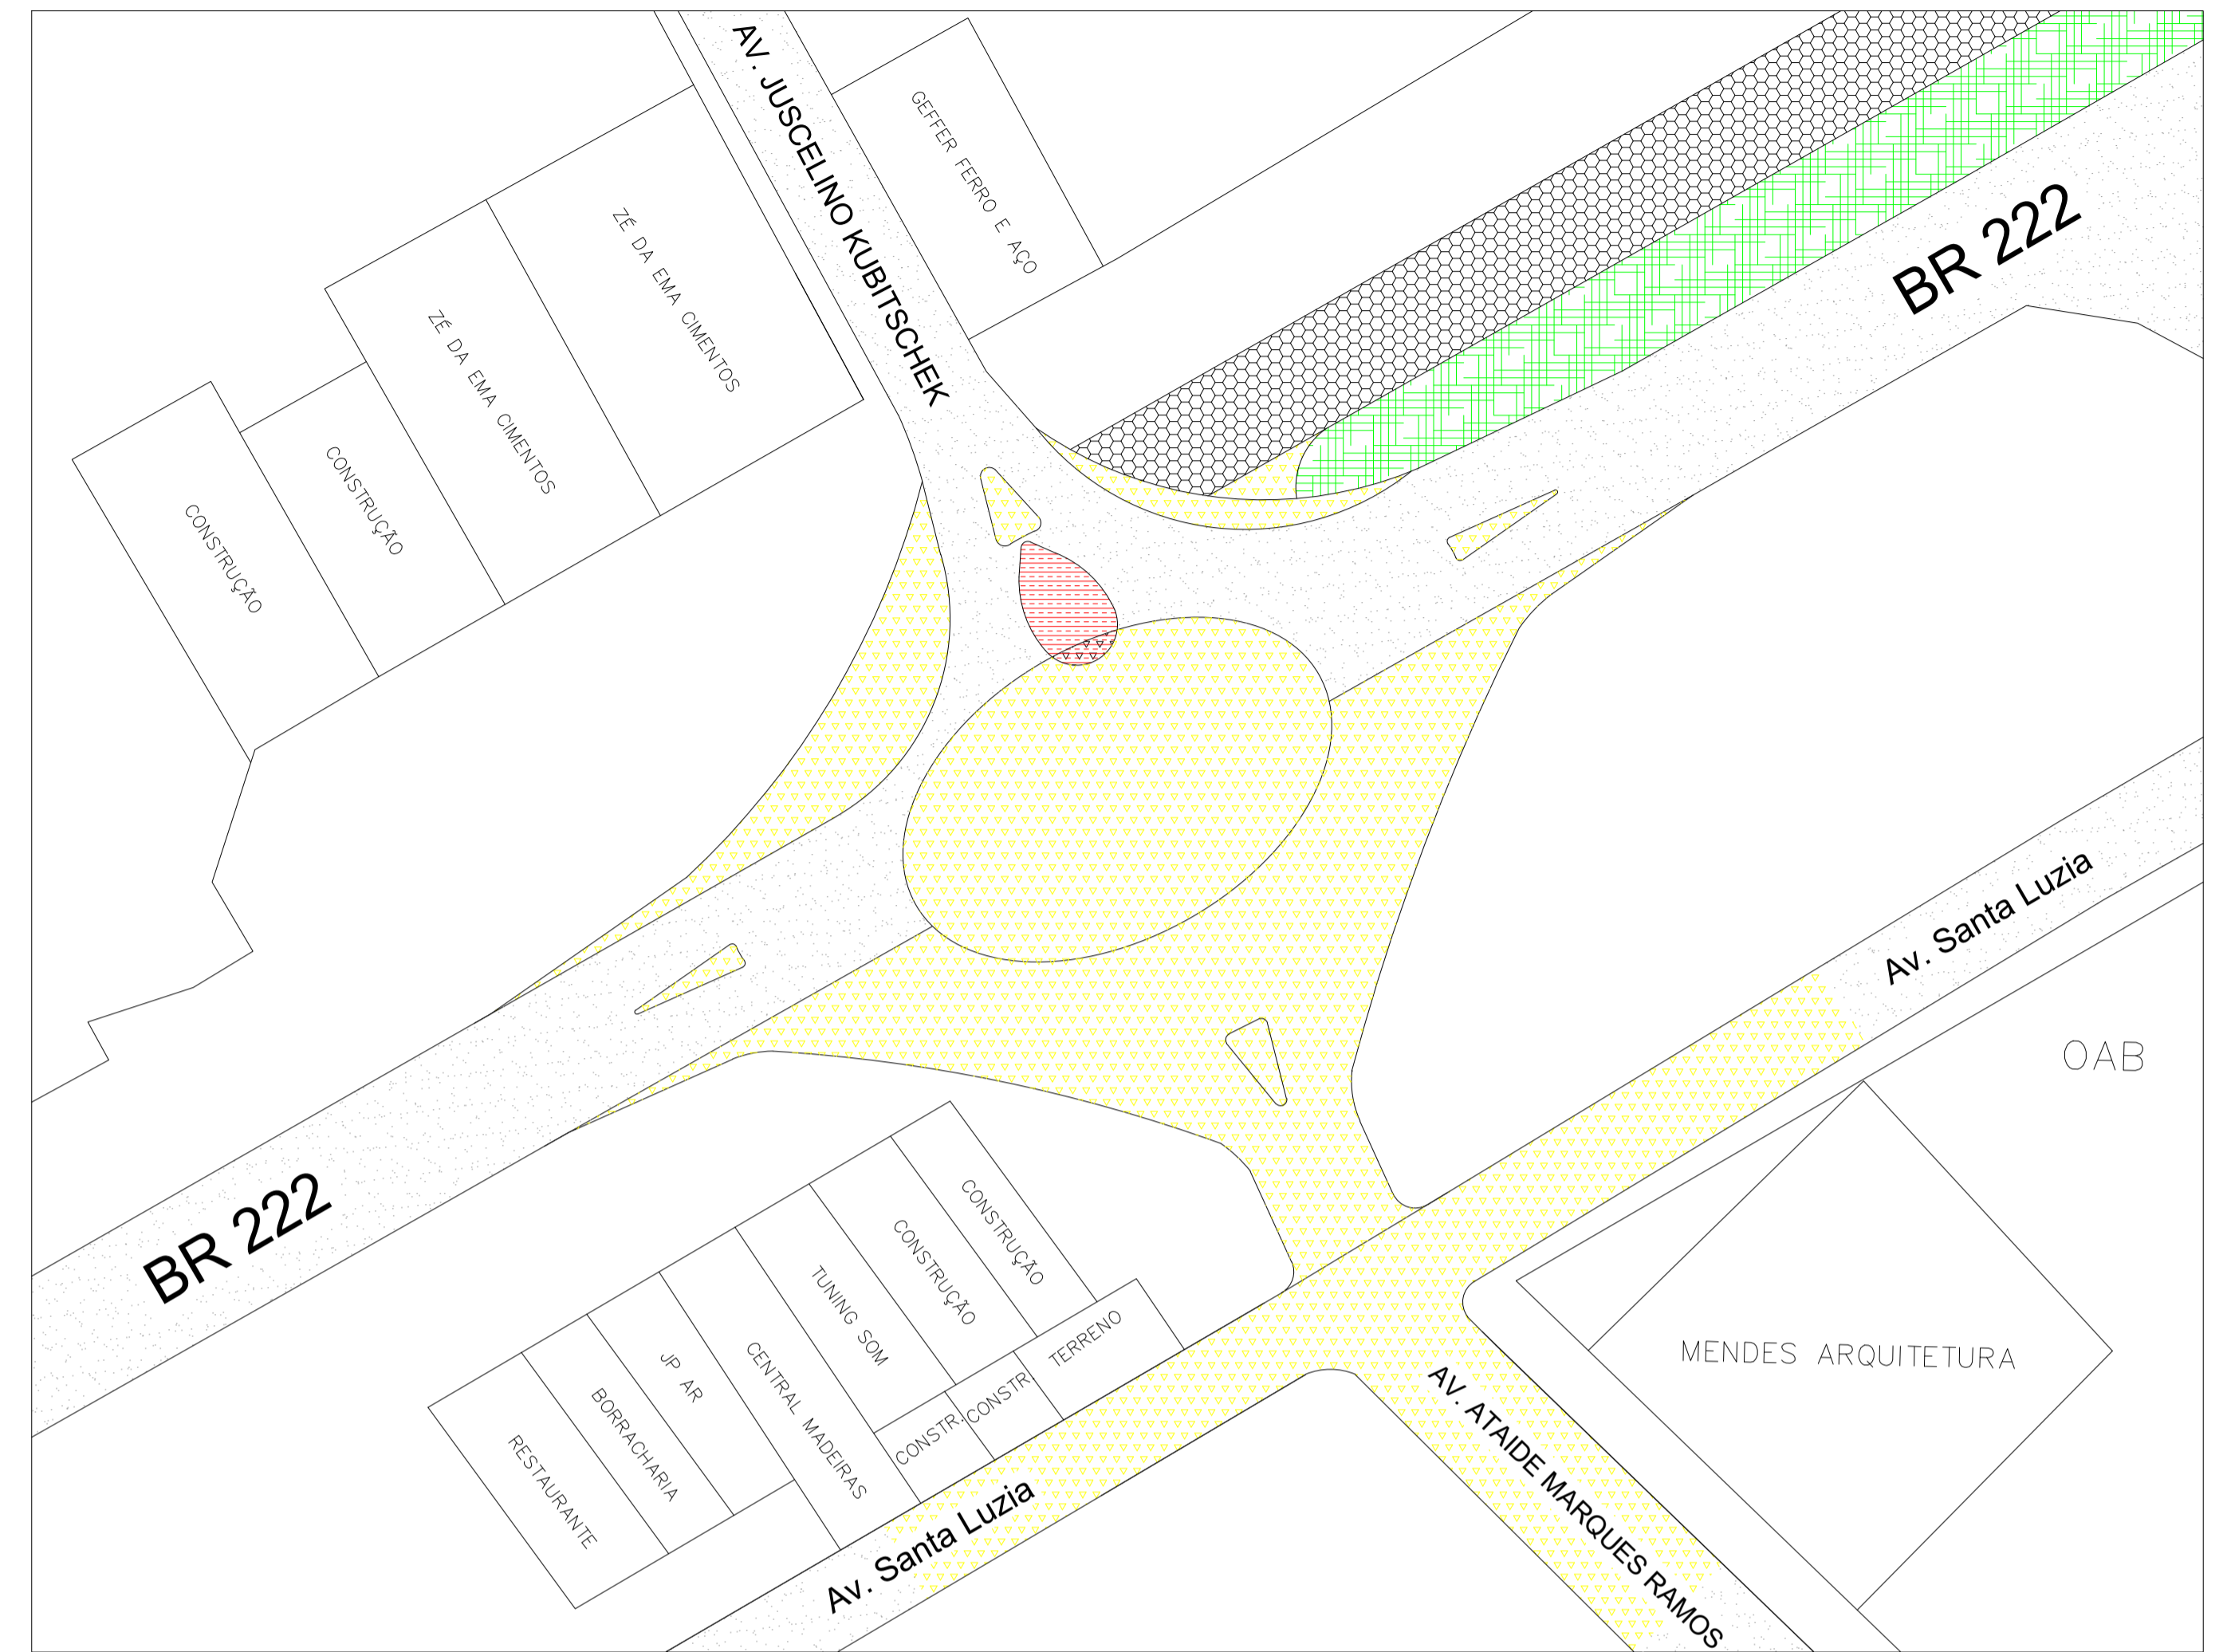 AV. JUSCELINO KUBITSCHEK
GEFFER FERRO E AÇO
ZÉ DA EMA CIMENTOS
ZÉ DA EMA CIMENTOS
CONSTRUÇÃO
CONSTRUÇÃO
BR 222
Av. Santa Luzia
OAB
MENDES ARQUITETURA
BR 222
CONSTRUÇÃO
CONSTRUÇÃO
TUNING SOM
TERRENO
CONSTR
CONSTR.
CENTRAL MADEIRAS
JP AR
BORRACHARIA
RESTAURANTE
Av. Santa Luzia
AV. ATAIDE MARQUES RAMOS